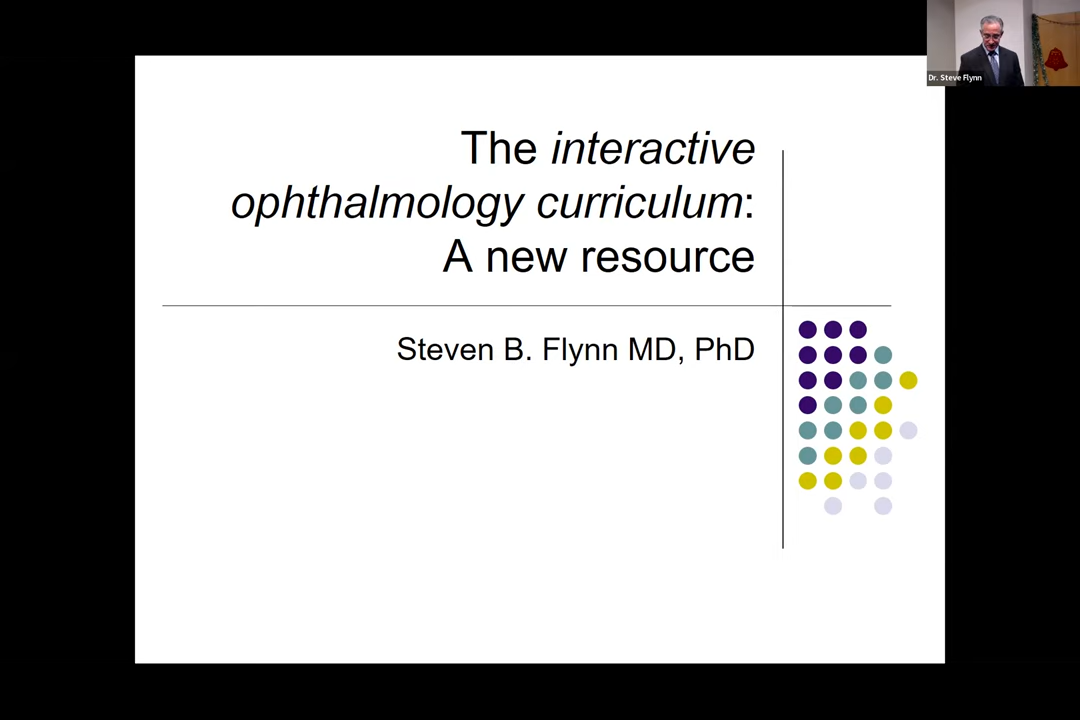 The interactive
ophthalmology curriculum:
A new resource
Steven B. Flynn MD, PhD
Dr. Steve Flynn